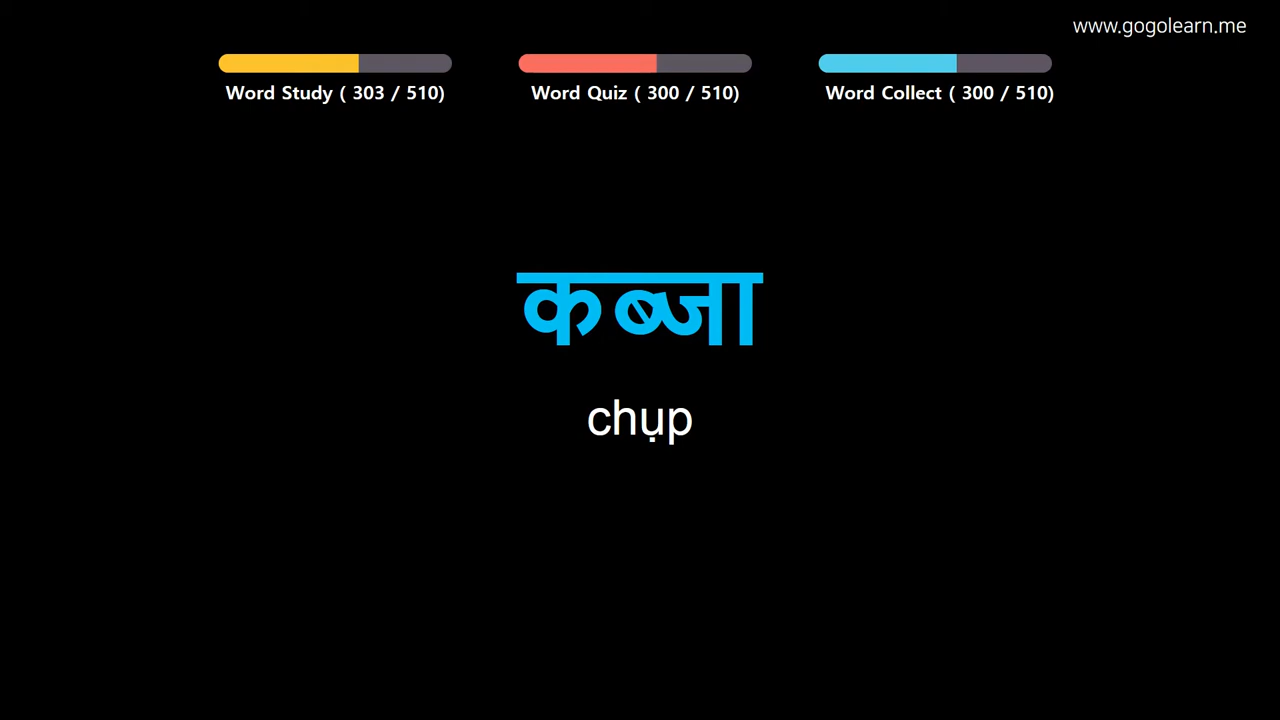 www.gogolearn.me
Word Study ( 303 / 510)
Word Quiz ( 300 / 510)
Word Collect ( 300 / 510)
कब्जा
chụp